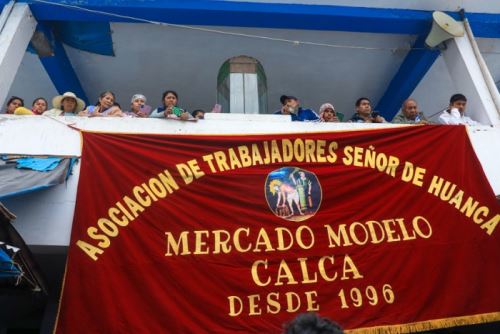 ASOCIACION DE TRABAJADORES SEÑOR DE HUANCA
MERCADO MODELO
CALCA
DESDE 1996